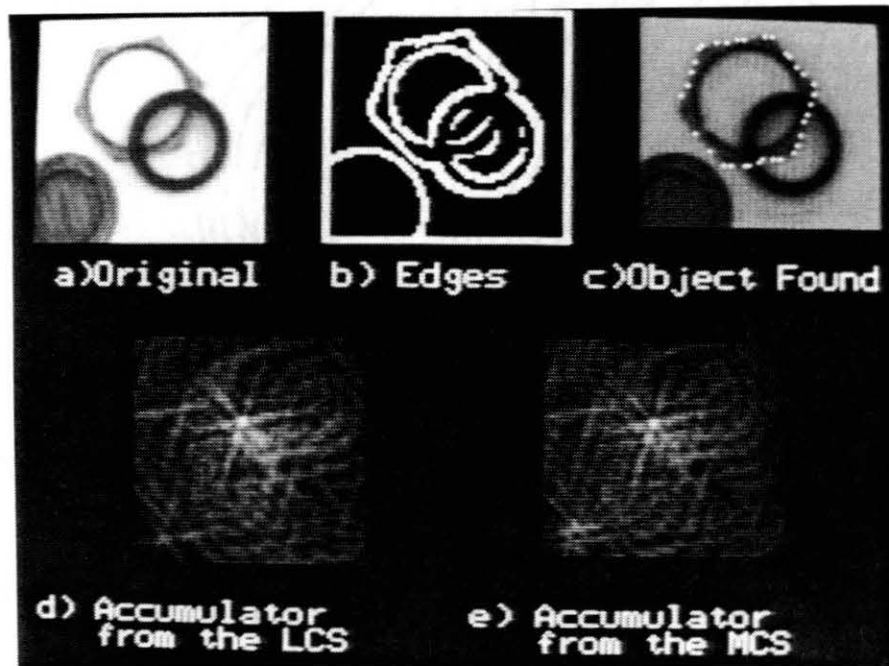 a)Original
b) Edges
c)Object Found
d) Accumulator
from the LCS
e) Accumulator
from the MCS